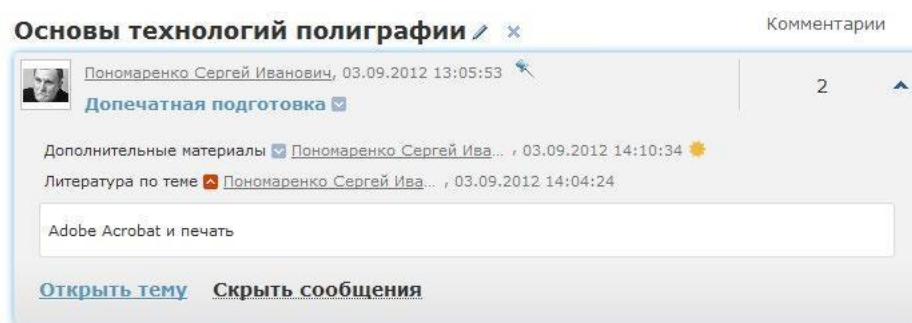 Основы технологий полиграфии
Комментарии
Пономаренко Сергей Иванович, 03.09.2012 13:05:53
2
Допечатная подготовка
Дополнительные материалы Пономаренко Сергей Ива... , 03.09.2012 14:10:34
Литература по теме Пономаренко Сергей Ива... , 03.09.2012 14:04:24
Adobe Acrobat и печать
Открыть тему Скрыть сообщения